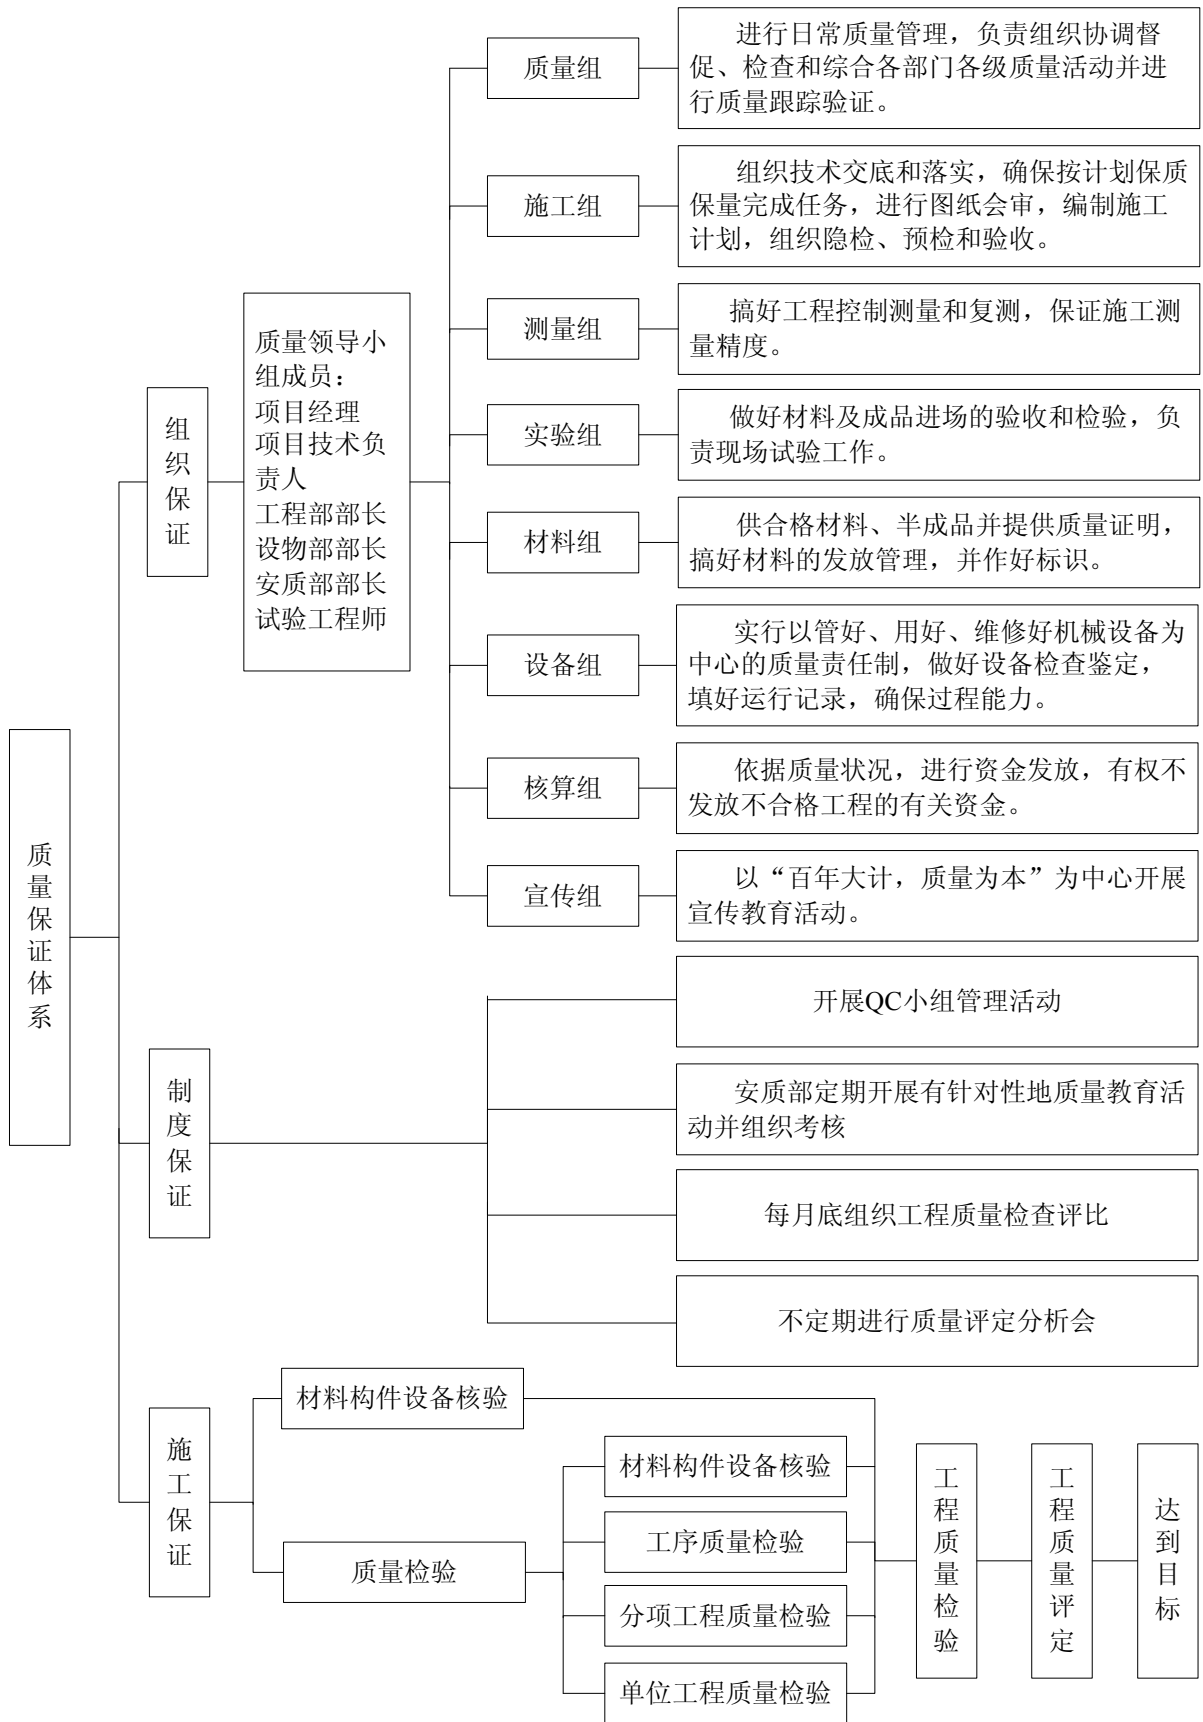 质量保证体系
组织保证
质量领导小
组成员：
项目经理
项目技术负
责人
工程部部长
设物部部长
安质部部长
试验工程师
质量组
进行日常质量管理，负责组织协调督
促、检查和综合各部门各级质量活动并进
行质量跟踪验证。
施工组
组织技术交底和落实，确保按计划保质
保量完成任务，进行图纸会审，编制施工
计划，组织隐检、预检和验收。
测量组
搞好工程控制测量和复测，保证施工测
量精度。
实验组
做好材料及成品进场的验收和检验，负
责现场试验工作。
材料组
供合格材料、半成品并提供质量证明，
搞好材料的发放管理，并作好标识。
设备组
实行以管好、用好、维修好机械设备为
中心的质量责任制，做好设备检查鉴定，
填好运行记录，确保过程能力。
核算组
依据质量状况，进行资金发放，有权不
发放不合格工程的有关资金。
宣传组
以“百年大计，质量为本”为中心开展
宣传教育活动。
制度保证
开展QC小组管理活动
安质部定期开展有针对性地质量教育活
动并组织考核
每月底组织工程质量检查评比
不定期进行质量评定分析会
施工保证
材料构件设备核验
质量检验
材料构件设备核验
工序质量检验
分项工程质量检验
单位工程质量检验
工程质量检验
工程质量评定
达到目标